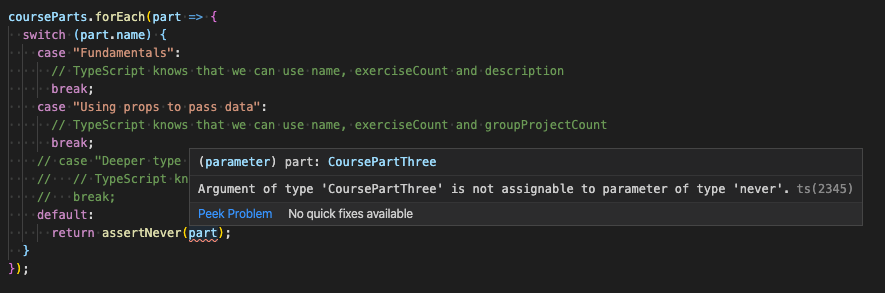 courseParts.forEach(part => {
switch (part.name) {
case "Fundamentals":
// TypeScript knows that we can use name, exerciseCount and description
break;
case "Using props to pass data":
// TypeScript knows that we can use name, exerciseCount and groupProjectCount
break;
// case "Deeper type
(parameter) part: CoursePartThree
// // TypeScript kn
Argument of type 'CoursePartThree' is not assignable to parameter of type 'never'. ts(2345)
// break;
Peek Problem No quick fixes available
default:
return assertNever(part);
}
});